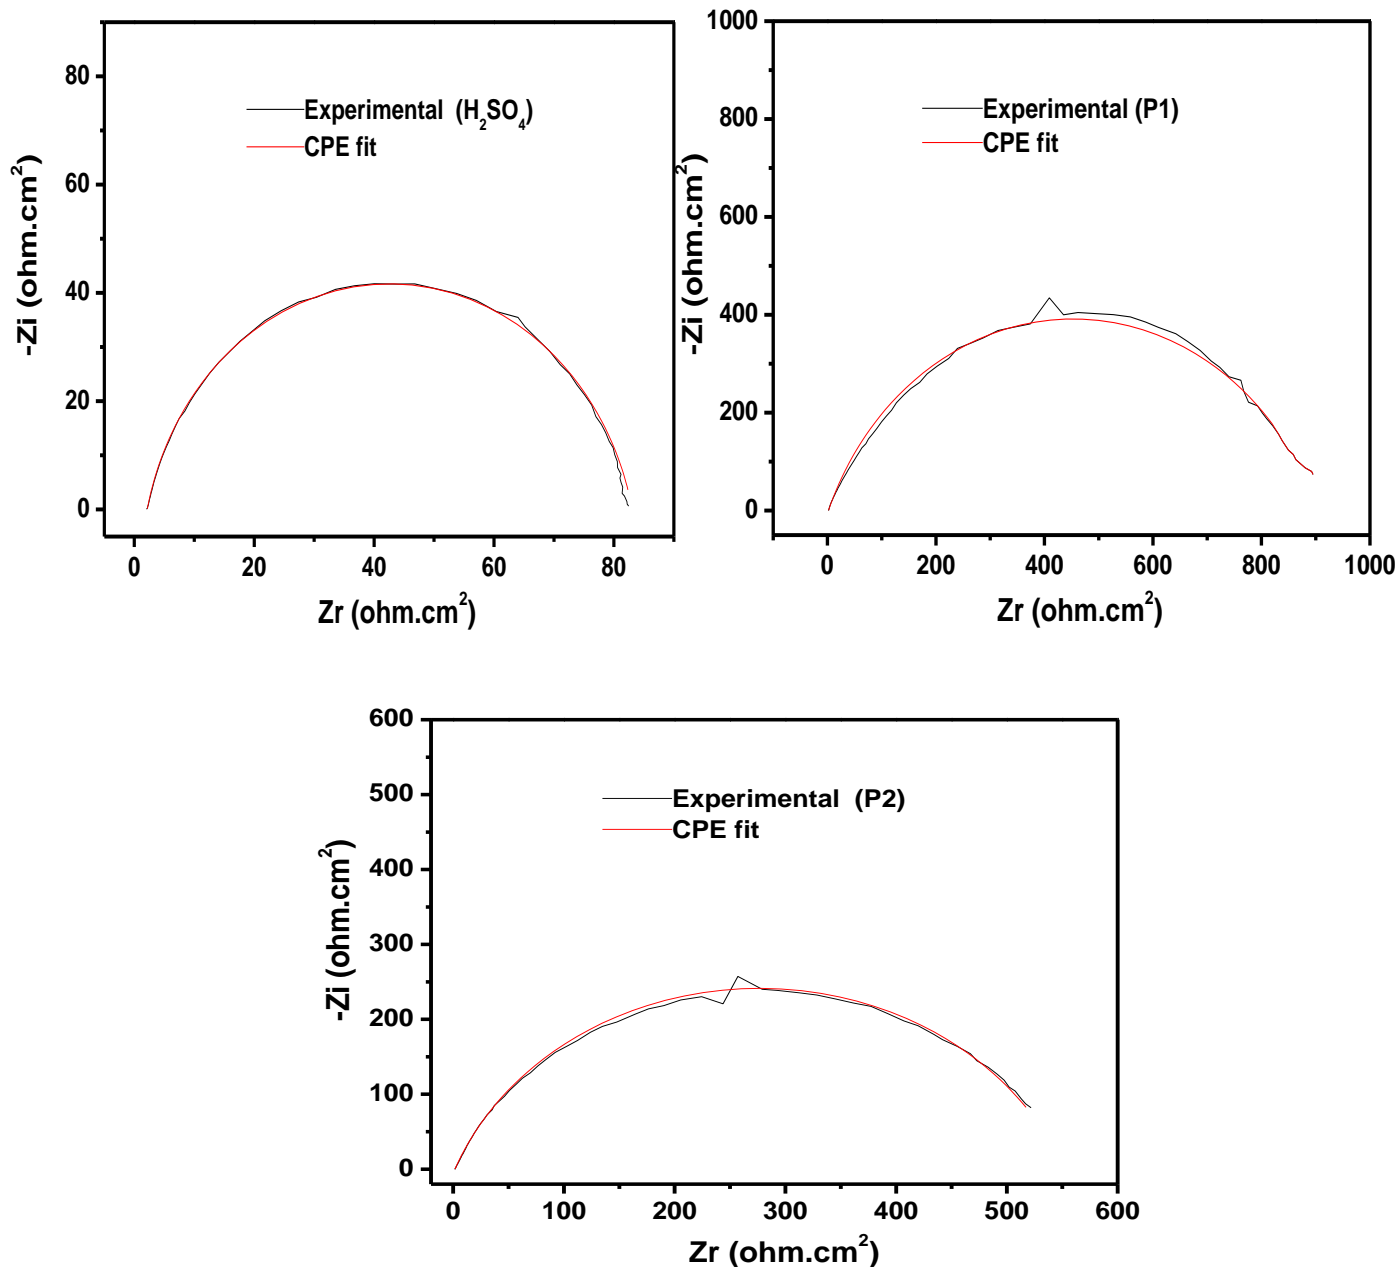 80
60
40
20
0
-Zi (ohm.cm²)
Experimental (H₂SO₄)
CPE fit
0 20 40 60 80
Zr (ohm.cm²)
1000
800
600
400
200
0
-Zi (ohm.cm²)
Experimental (P1)
CPE fit
0 200 400 600 800 1000
Zr (ohm.cm²)
600
500
400
300
200
100
0
-Zi (ohm.cm²)
Experimental (P2)
CPE fit
0 100 200 300 400 500 600
Zr (ohm.cm²)